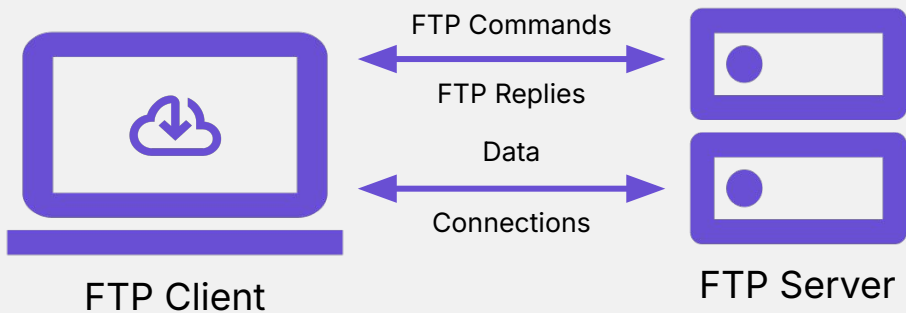 FTP Commands
FTP Replies
Data
Connections
FTP Client
FTP Server